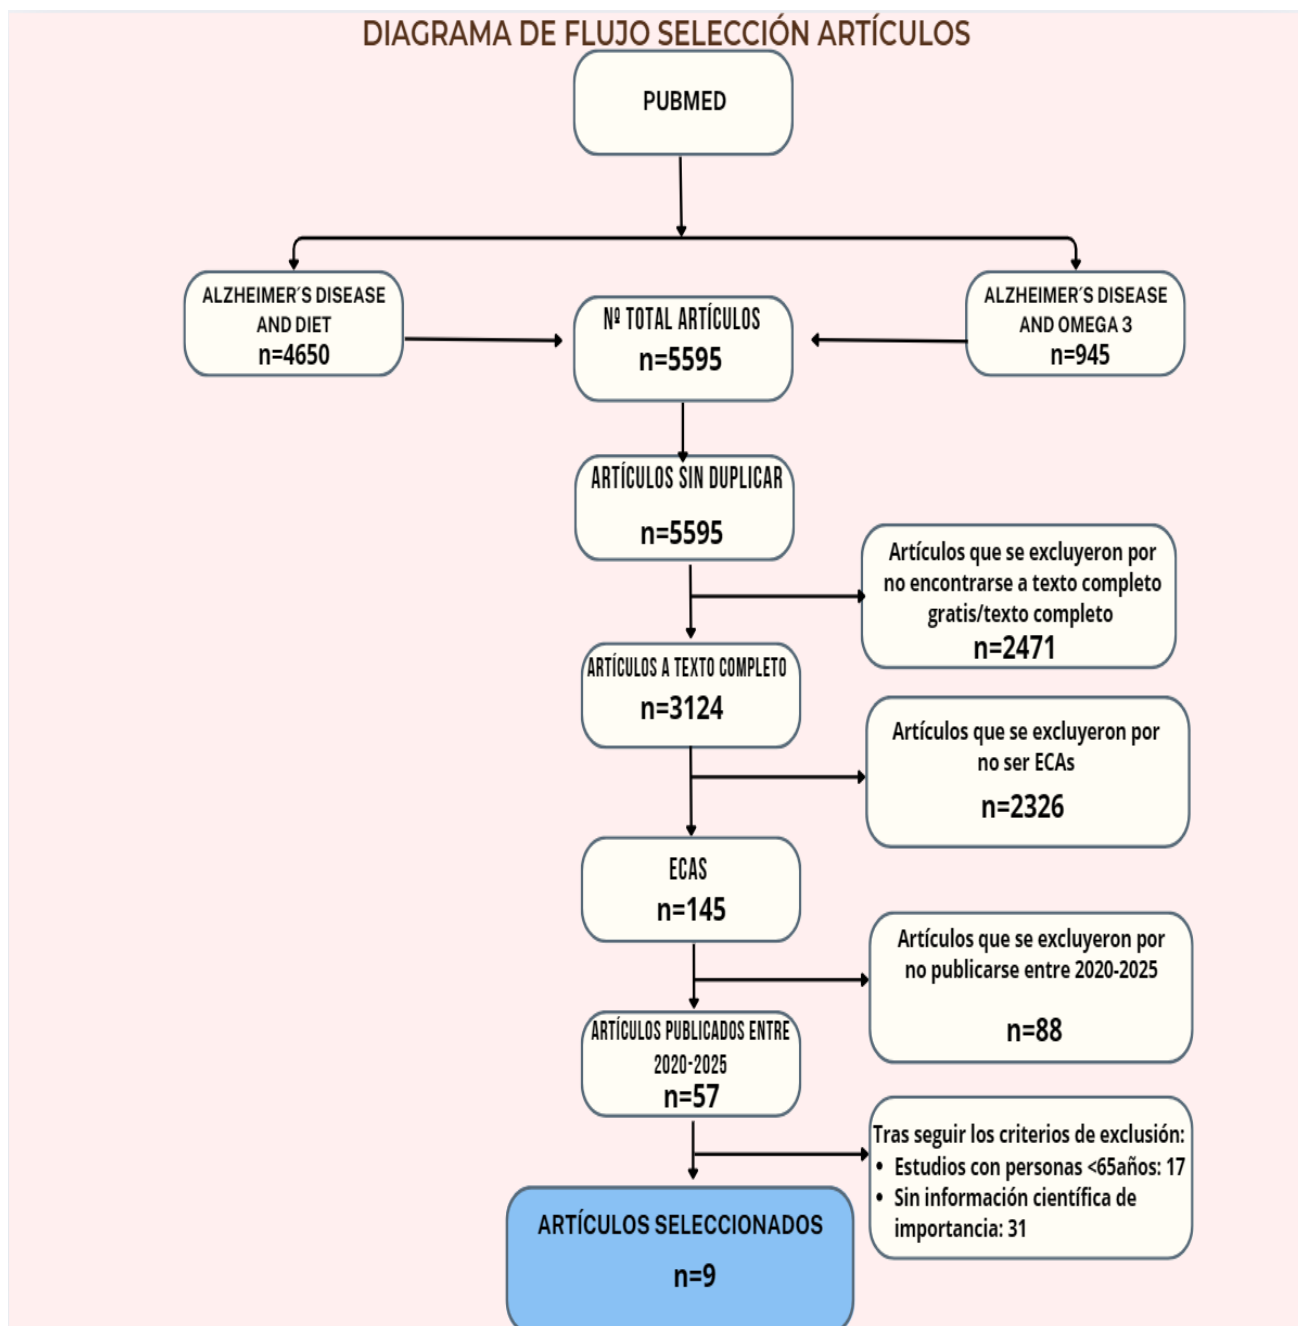 DIAGRAMA DE FLUJO SELECCIÓN ARTÍCULOS
PUBMED
ALZHEIMER´S DISEASE
AND DIET
n=4650
Nº TOTAL ARTÍCULOS
n=5595
ALZHEIMER´S DISEASE
AND OMEGA 3
n=945
ARTÍCULOS SIN DUPLICAR
n=5595
Artículos que se excluyeron por
no encontrarse a texto completo
gratis/texto completo
n=2471
ARTÍCULOS A TEXTO COMPLETO
n=3124
Artículos que se excluyeron por
no ser ECAs
n=2326
ECAS
n=145
Artículos que se excluyeron por
no publicarse entre 2020-2025
n=88
ARTÍCULOS PUBLICADOS ENTRE
2020-2025
n=57
Tras seguir los criterios de exclusión:
• Estudios con personas <65años: 17
• Sin información científica de
importancia: 31
ARTÍCULOS SELECCIONADOS
n=9